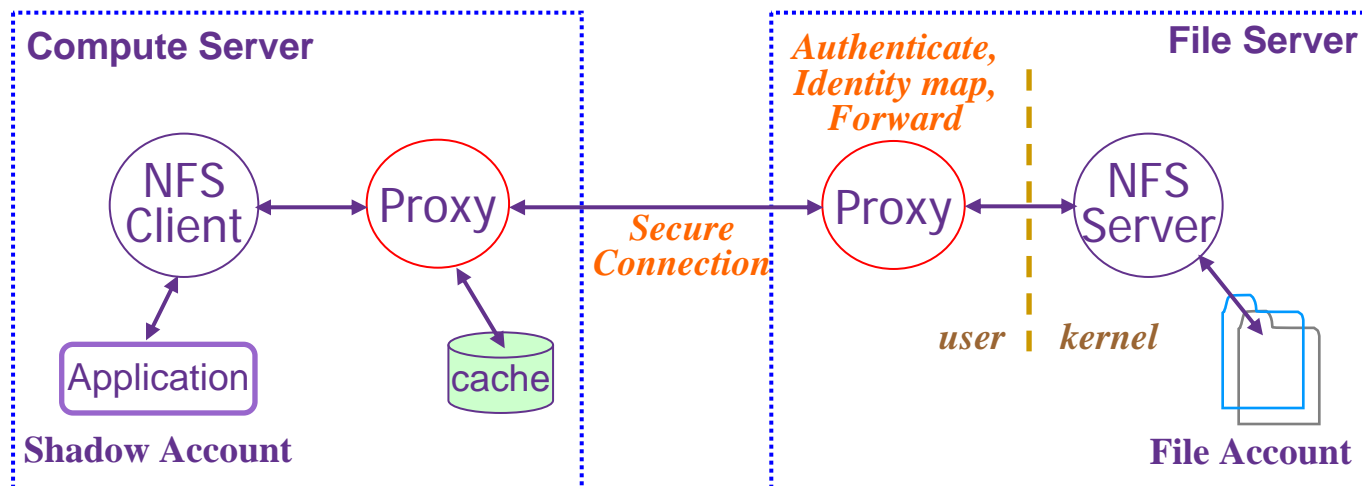 Compute Server
File Server
Authenticate,
Identity map,
Forward
NFS
Client
Proxy
Secure
Connection
Proxy
NFS
Server
Application
cache
user
kernel
Shadow Account
File Account